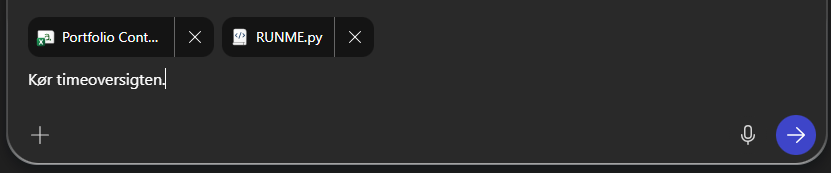 Portfolio Cont... RUNME.py
Kør timeoversigten.